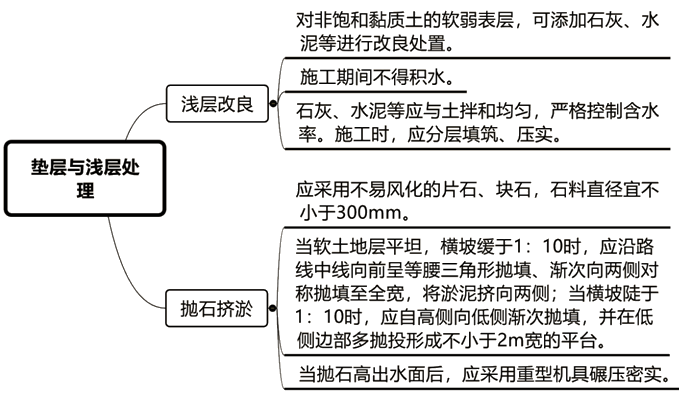 对非饱和黏质土的软弱表层，可添加石灰、水
泥等进行改良处置。
施工期间不得积水。
浅层改良
石灰、水泥等应与土拌和均匀，严格控制含水
率。施工时，应分层填筑、压实。
垫层与浅层处
理
应采用不易风化的片石、块石，石料直径宜不
小于300mm。
当软土地层平坦，横坡缓于1：10时，应沿路
线中线向前呈等腰三角形抛填、渐次向两侧对
称抛填至全宽，将淤泥挤向两侧；当横坡陡于
1：10时，应自高侧向低侧渐次抛填，并在低
侧边部多抛投形成不小于2m宽的平台。
抛石挤淤
当抛石高出水面后，应采用重型机具碾压密实。